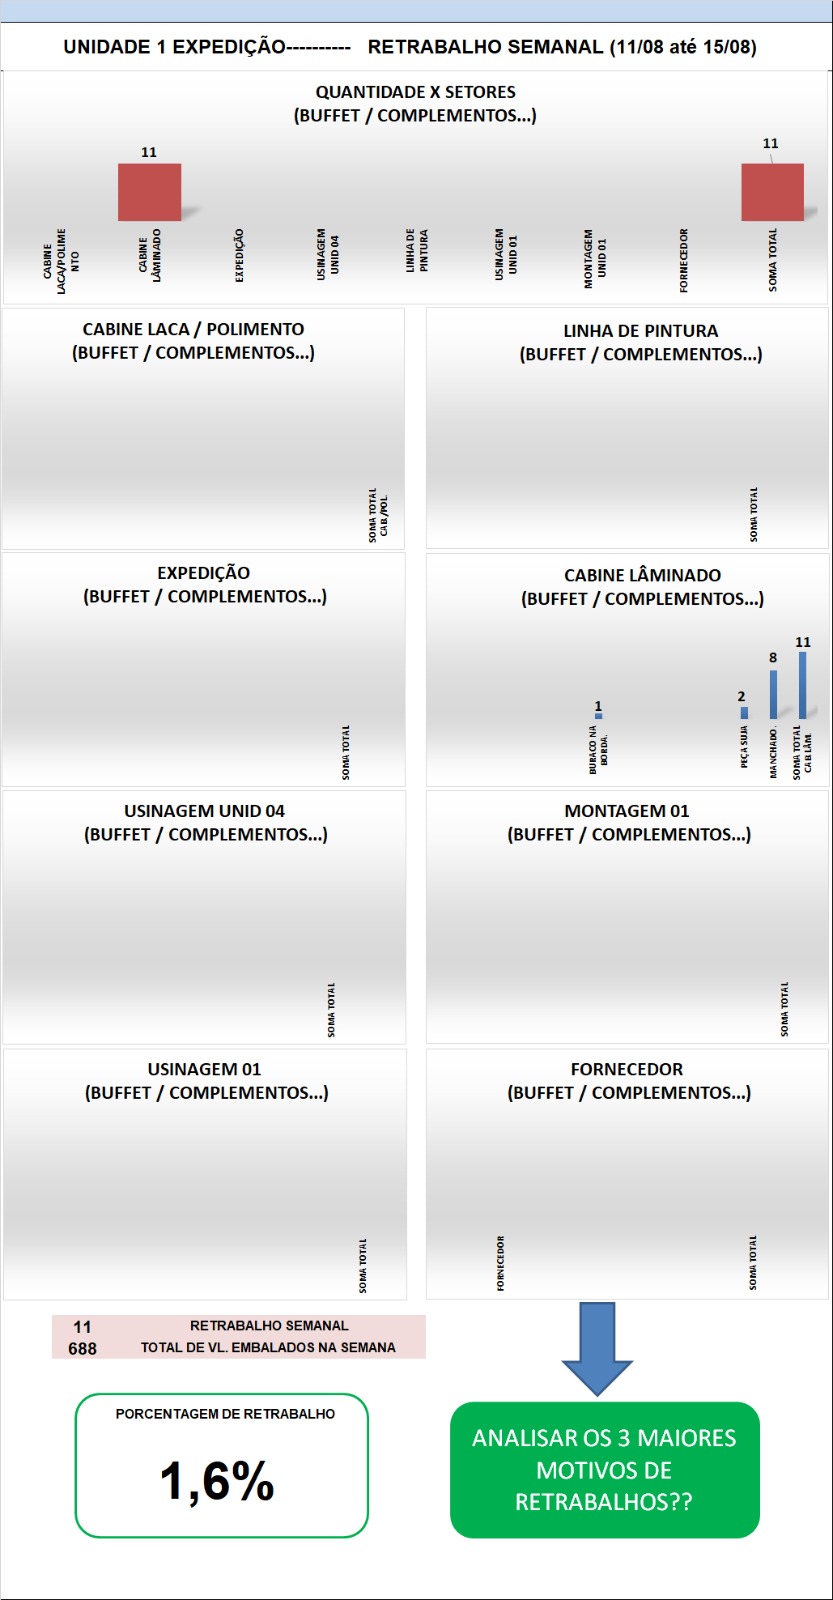 UNIDADE 1 EXPEDIÇÃO---------- RETRABALHO SEMANAL (11/08 até 15/08)
QUANTIDADE X SETORES
(BUFFET / COMPLEMENTOS...)
11
11
CABINE
LACA/POLIME
NTO
CABINE
LÂMINADO
EXPEDIÇÃO
USINAGEM
UNID 04
LINHA DE
PINTURA
USINAGEM
UNID 01
MONTAGEM
UNID 01
FORNECEDOR
SOMA TOTAL
CABINE LACA / POLIMENTO
(BUFFET / COMPLEMENTOS...)
SOMA TOTAL
CAB./POL.
LINHA DE PINTURA
(BUFFET / COMPLEMENTOS...)
SOMA TOTAL
EXPEDIÇÃO
(BUFFET / COMPLEMENTOS...)
SOMA TOTAL
CABINE LÂMINADO
(BUFFET / COMPLEMENTOS...)
1
2
8
11
BURACO NA
BORDA.
PEÇA SUJA
MANCHADO.
SOMA TOTAL
CAB LÂM.
USINAGEM UNID 04
(BUFFET / COMPLEMENTOS...)
SOMA TOTAL
MONTAGEM 01
(BUFFET / COMPLEMENTOS...)
SOMA TOTAL
USINAGEM 01
(BUFFET / COMPLEMENTOS...)
SOMA TOTAL
FORNECEDOR
(BUFFET / COMPLEMENTOS...)
FORNECEDOR
SOMA TOTAL
11 RETRABALHO SEMANAL
688 TOTAL DE VL. EMBALADOS NA SEMANA
PORCENTAGEM DE RETRABALHO
1,6%
ANALISAR OS 3 MAIORES
MOTIVOS DE
RETRABALHOS??